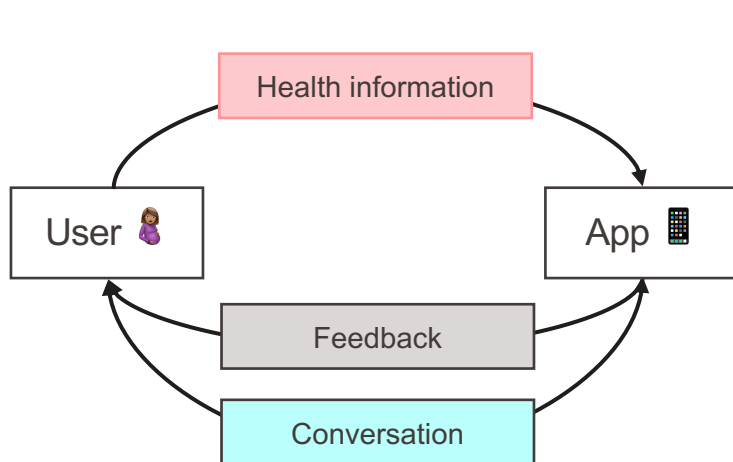 Health information
User
App
Feedback
Conversation